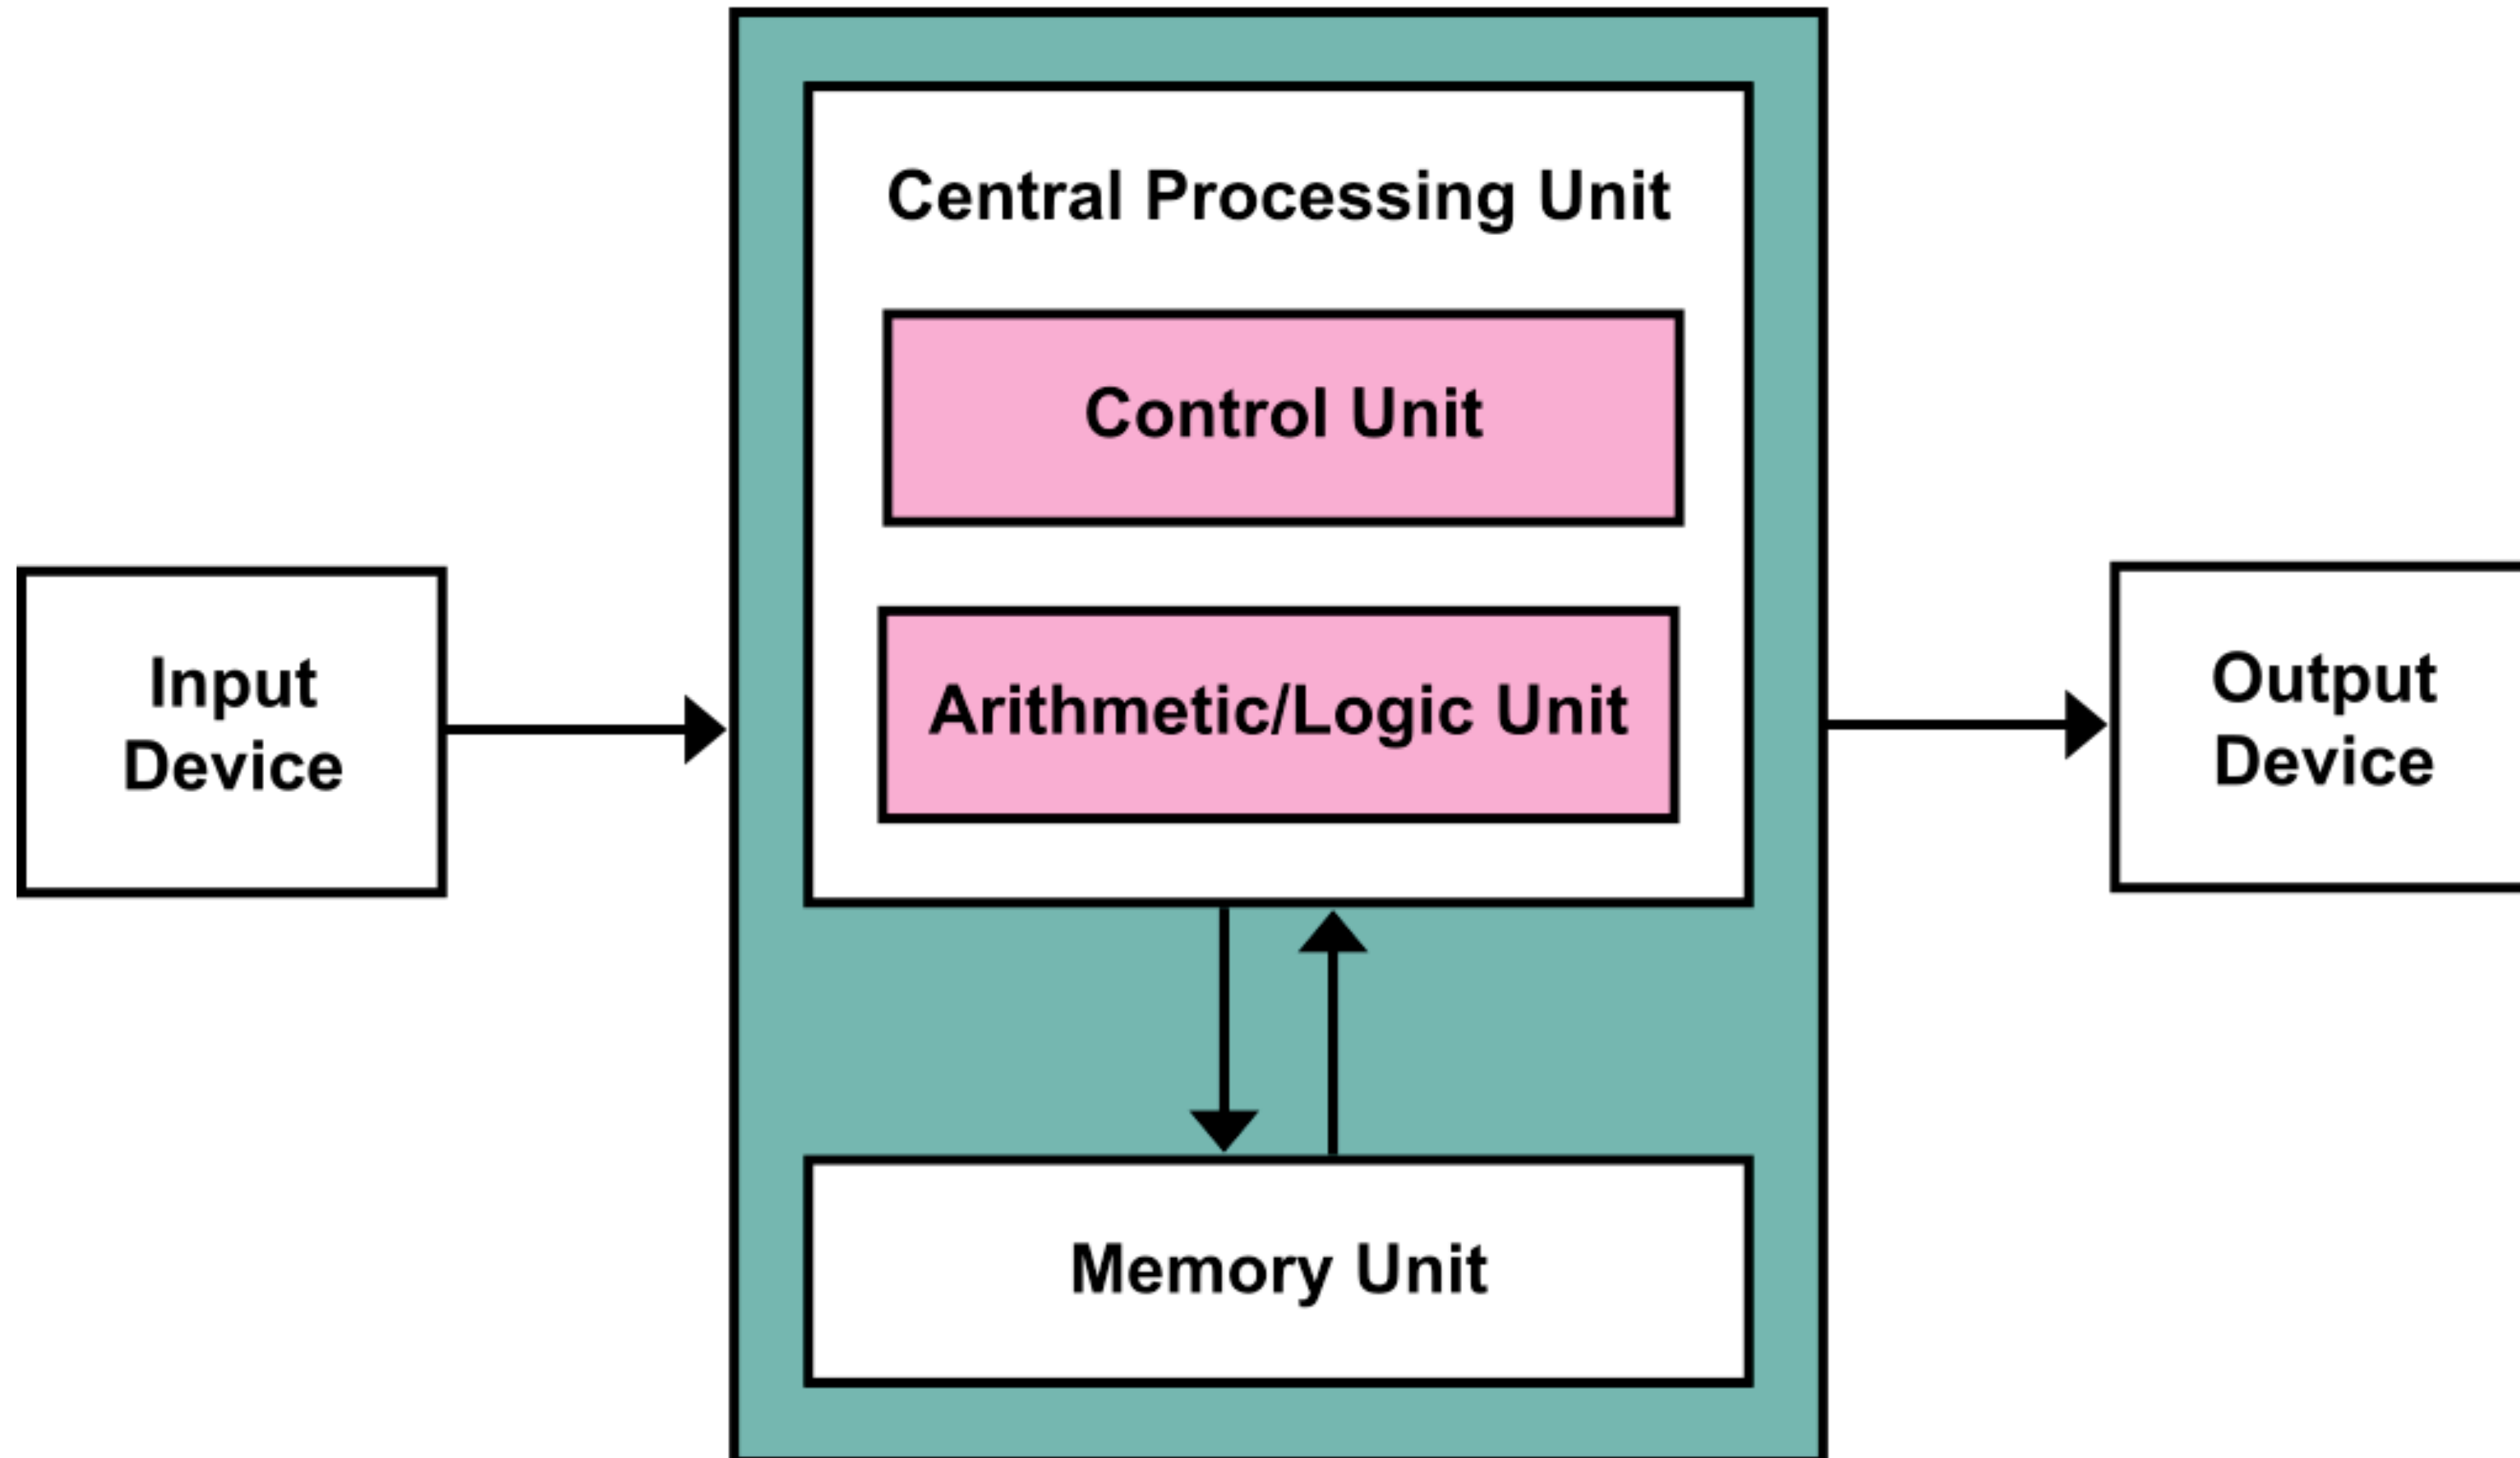 Central Processing Unit
Control Unit
Arithmetic/Logic Unit
Input
Device
Output
Device
Memory Unit